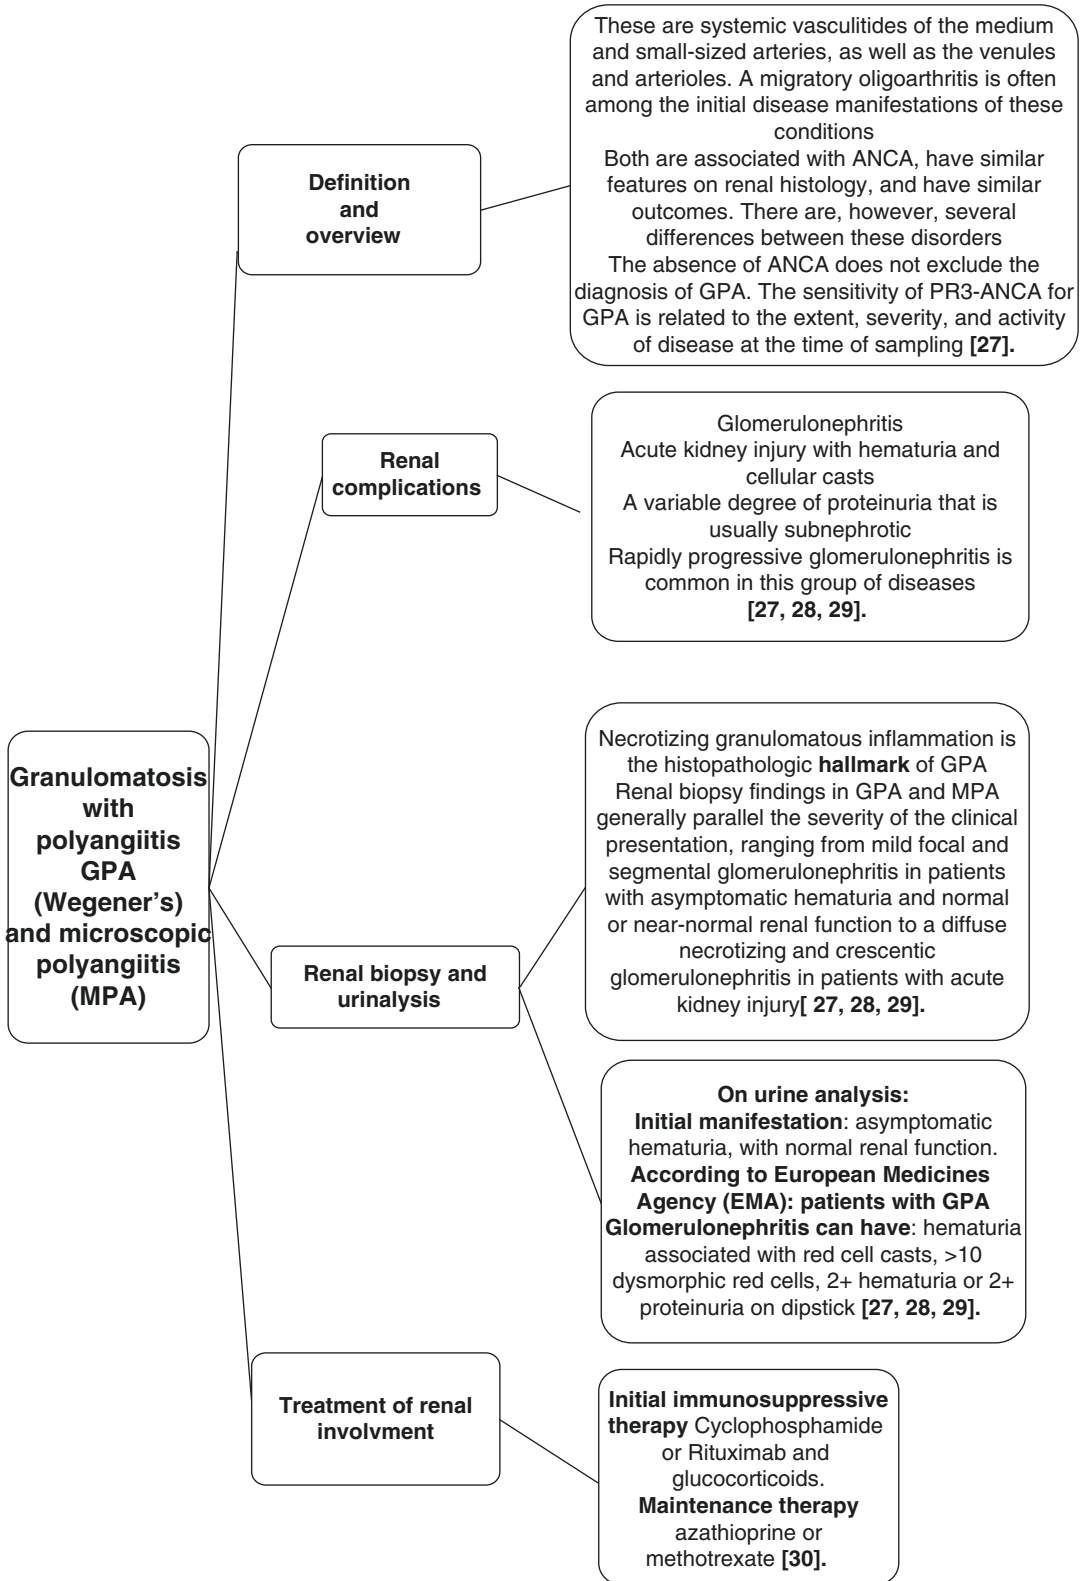 These are systemic vasculitides of the medium
and small-sized arteries, as well as the venules
and arterioles. A migratory oligoarthritis is often
among the initial disease manifestations of these
conditions
Both are associated with ANCA, have similar
features on renal histology, and have similar
outcomes. There are, however, several
differences between these disorders
The absence of ANCA does not exclude the
diagnosis of GPA. The sensitivity of PR3-ANCA for
GPA is related to the extent, severity, and activity
of disease at the time of sampling [27].
Definition
and
overview
Glomerulonephritis
Acute kidney injury with hematuria and
cellular casts
A variable degree of proteinuria that is
usually subnephrotic
Rapidly progressive glomerulonephritis is
common in this group of diseases
[27, 28, 29].
Renal
complications
Granulomatosis
with
polyangiitis
GPA
(Wegener's)
and microscopic
polyangiitis
(MPA)
Necrotizing granulomatous inflammation is
the histopathologic hallmark of GPA
Renal biopsy findings in GPA and MPA
generally parallel the severity of the clinical
presentation, ranging from mild focal and
segmental glomerulonephritis in patients
with asymptomatic hematuria and normal
or near-normal renal function to a diffuse
necrotizing and crescentic
glomerulonephritis in patients with acute
kidney injury[ 27, 28, 29].
Renal biopsy and
urinalysis
On urine analysis:
Initial manifestation: asymptomatic
hematuria, with normal renal function.
According to European Medicines
Agency (EMA): patients with GPA
Glomerulonephritis can have: hematuria
associated with red cell casts, >10
dysmorphic red cells, 2+ hematuria or 2+
proteinuria on dipstick [27, 28, 29].
Treatment of renal
involvment
Initial immunosuppressive
therapy Cyclophosphamide
or Rituximab and
glucocorticoids.
Maintenance therapy
azathioprine or
methotrexate [30].